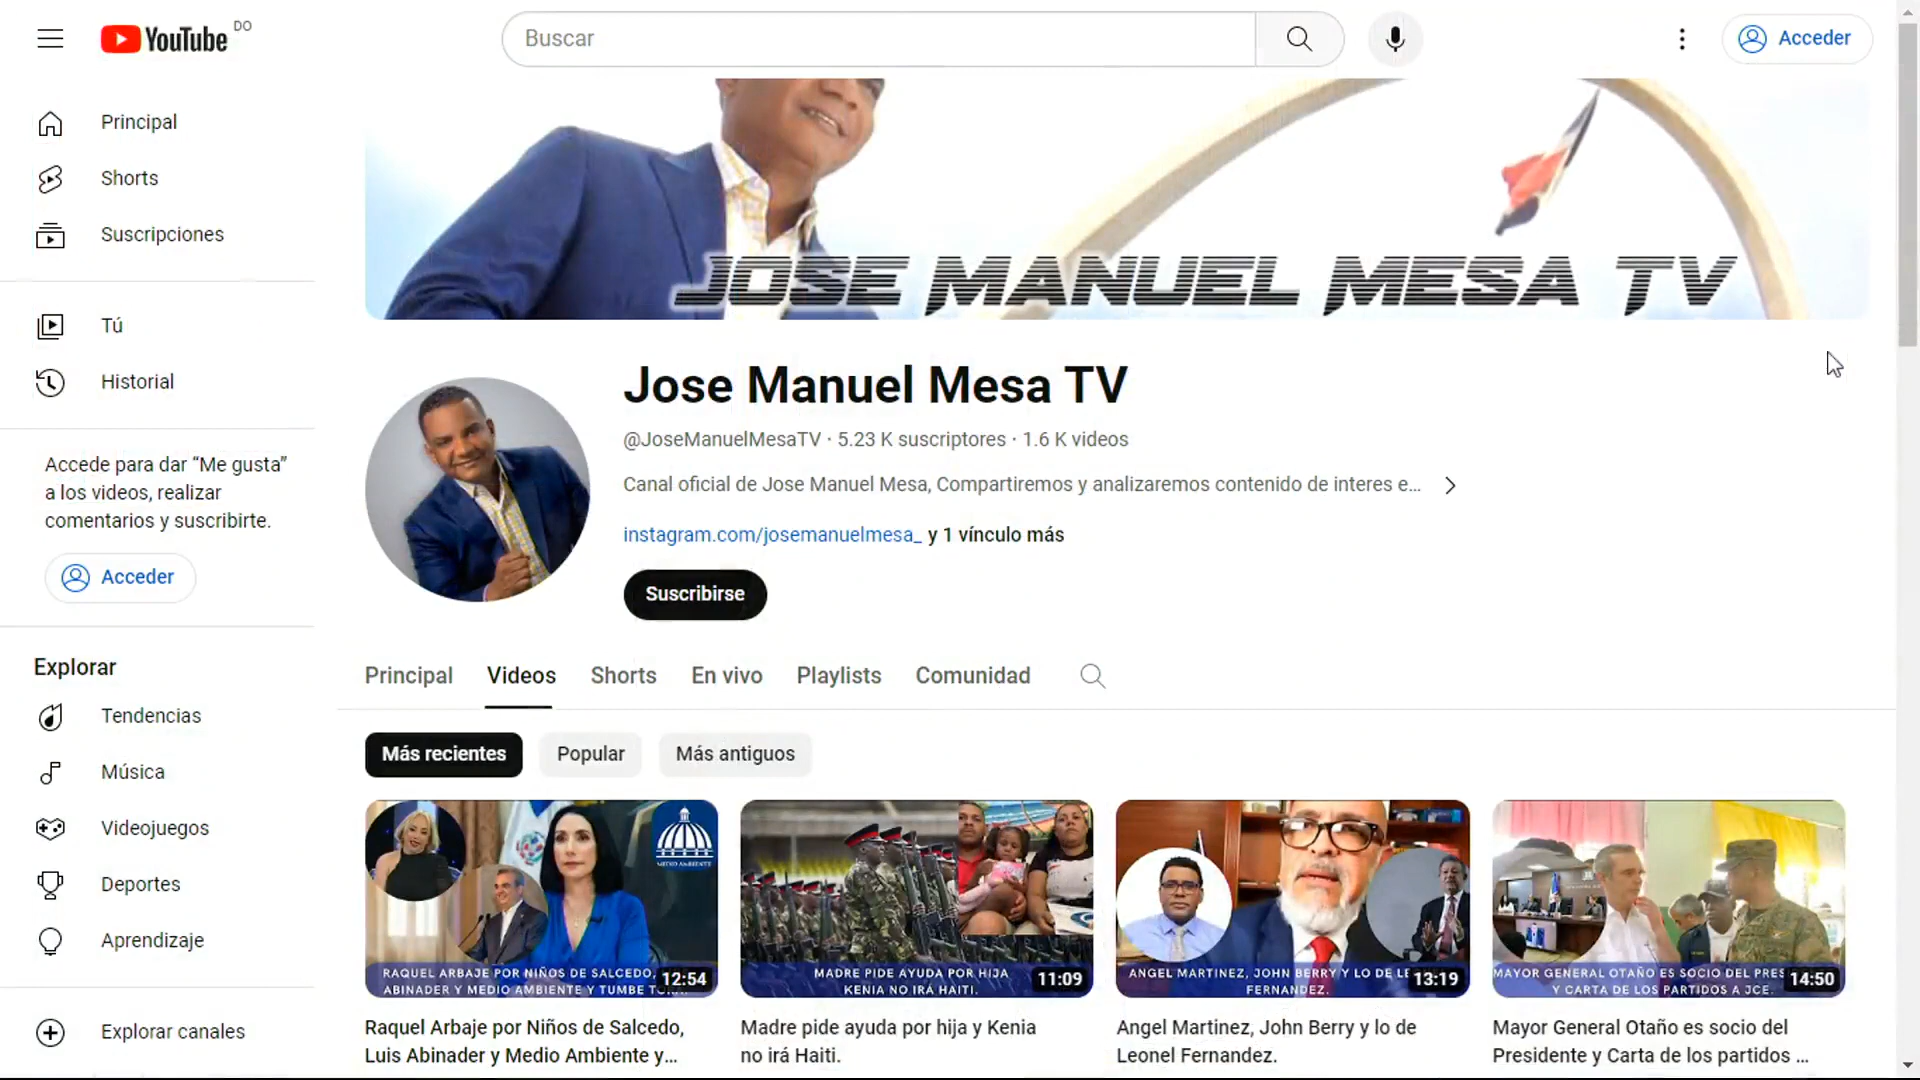 YouTube DO
Buscar
Acceder
Principal
Shorts
Suscripciones
Tú
Historial
Accede para dar “Me gusta”
a los videos, realizar
comentarios y suscribirte.
Acceder
Explorar
Tendencias
Música
Videojuegos
Deportes
Aprendizaje
Explorar canales
JOSE MANUEL MESA TV
Jose Manuel Mesa TV
@JoseManuelMesaTV · 5.23 K suscriptores · 1.6 K videos
Canal oficial de Jose Manuel Mesa, Compartiremos y analizaremos contenido de interes e...
instagram.com/josemanuelmesa_ y 1 vínculo más
Suscribirse
Principal Videos Shorts En vivo Playlists Comunidad
Más recientes Popular Más antiguos
MEDIO AMBIENTE
RAQUEL ARBAJE POR NIÑOS DE SALCEDO,
ABINADER Y MEDIO AMBIENTE Y TUMBE
12:54
Raquel Arbaje por Niños de Salcedo,
Luis Abinader y Medio Ambiente y...
MADRE PIDE AYUDA POR HIJA
KENIA NO IRÁ HAITI.
11:09
Madre pide ayuda por hija y Kenia
no irá Haiti.
ANGEL MARTINEZ, JOHN BERRY Y LO DE
FERNANDEZ.
13:19
Angel Martinez, John Berry y lo de
Leonel Fernandez.
MAYOR GENERAL OTAÑO ES SOCIO DEL
Y CARTA DE LOS PARTIDOS A JCE.
14:50
Mayor General Otaño es socio del
Presidente y Carta de los partidos ...